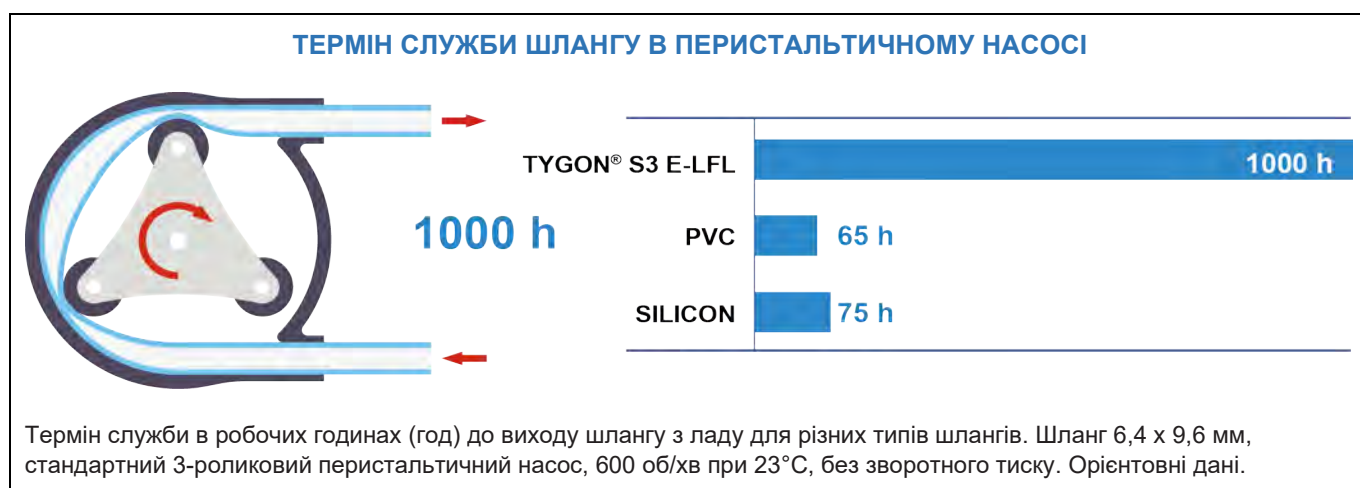 ТЕРМІН СЛУЖБИ ШЛАНГУ В ПЕРИСТАЛЬТИЧНОМУ НАСОСІ
TYGON® S3 E-LFL
1000 h
1000 h
PVC
65 h
SILICON
75 h
Термін служби в робочих годинах (год) до виходу шлангу з ладу для різних типів шлангів. Шланг 6,4 x 9,6 мм,
стандартний 3-роликовий перистальтичний насос, 600 об/хв при 23°C, без зворотного тиску. Орієнтовні дані.